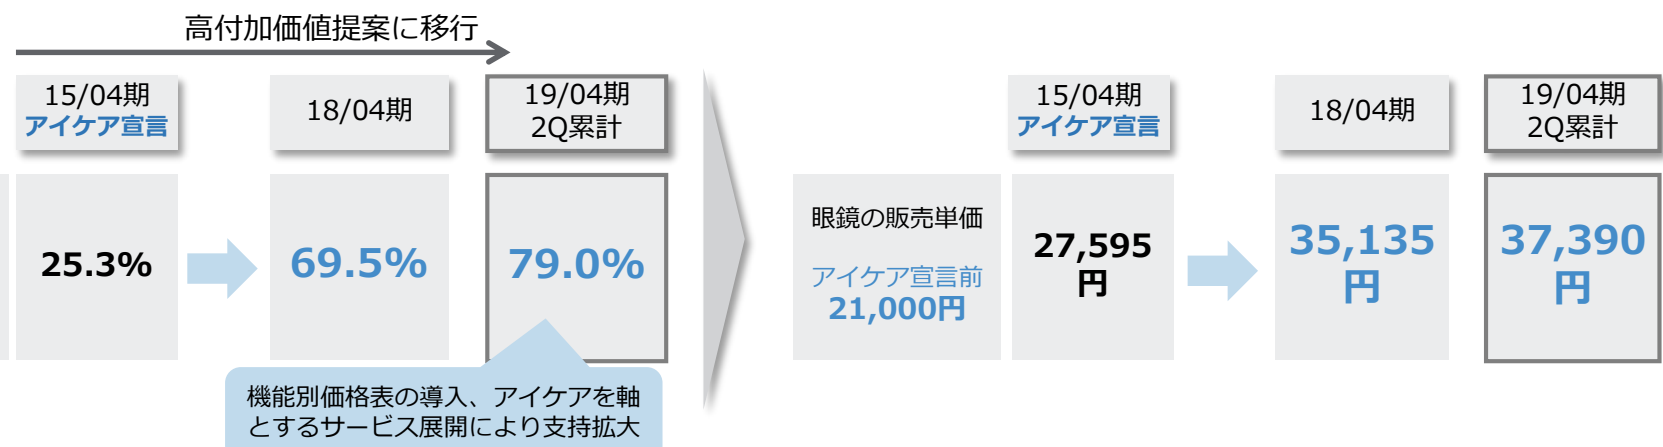 高付加価値提案に移行
15/04期
アイケア宣言
18/04期
19/04期
2Q累計
25.3%
69.5%
79.0%
機能別価格表の導入、アイケアを軸
とするサービス展開により支持拡大
15/04期
アイケア宣言
18/04期
19/04期
2Q累計
眼鏡の販売単価
アイケア宣言前
21,000円
27,595
円
35,135
円
37,390
円